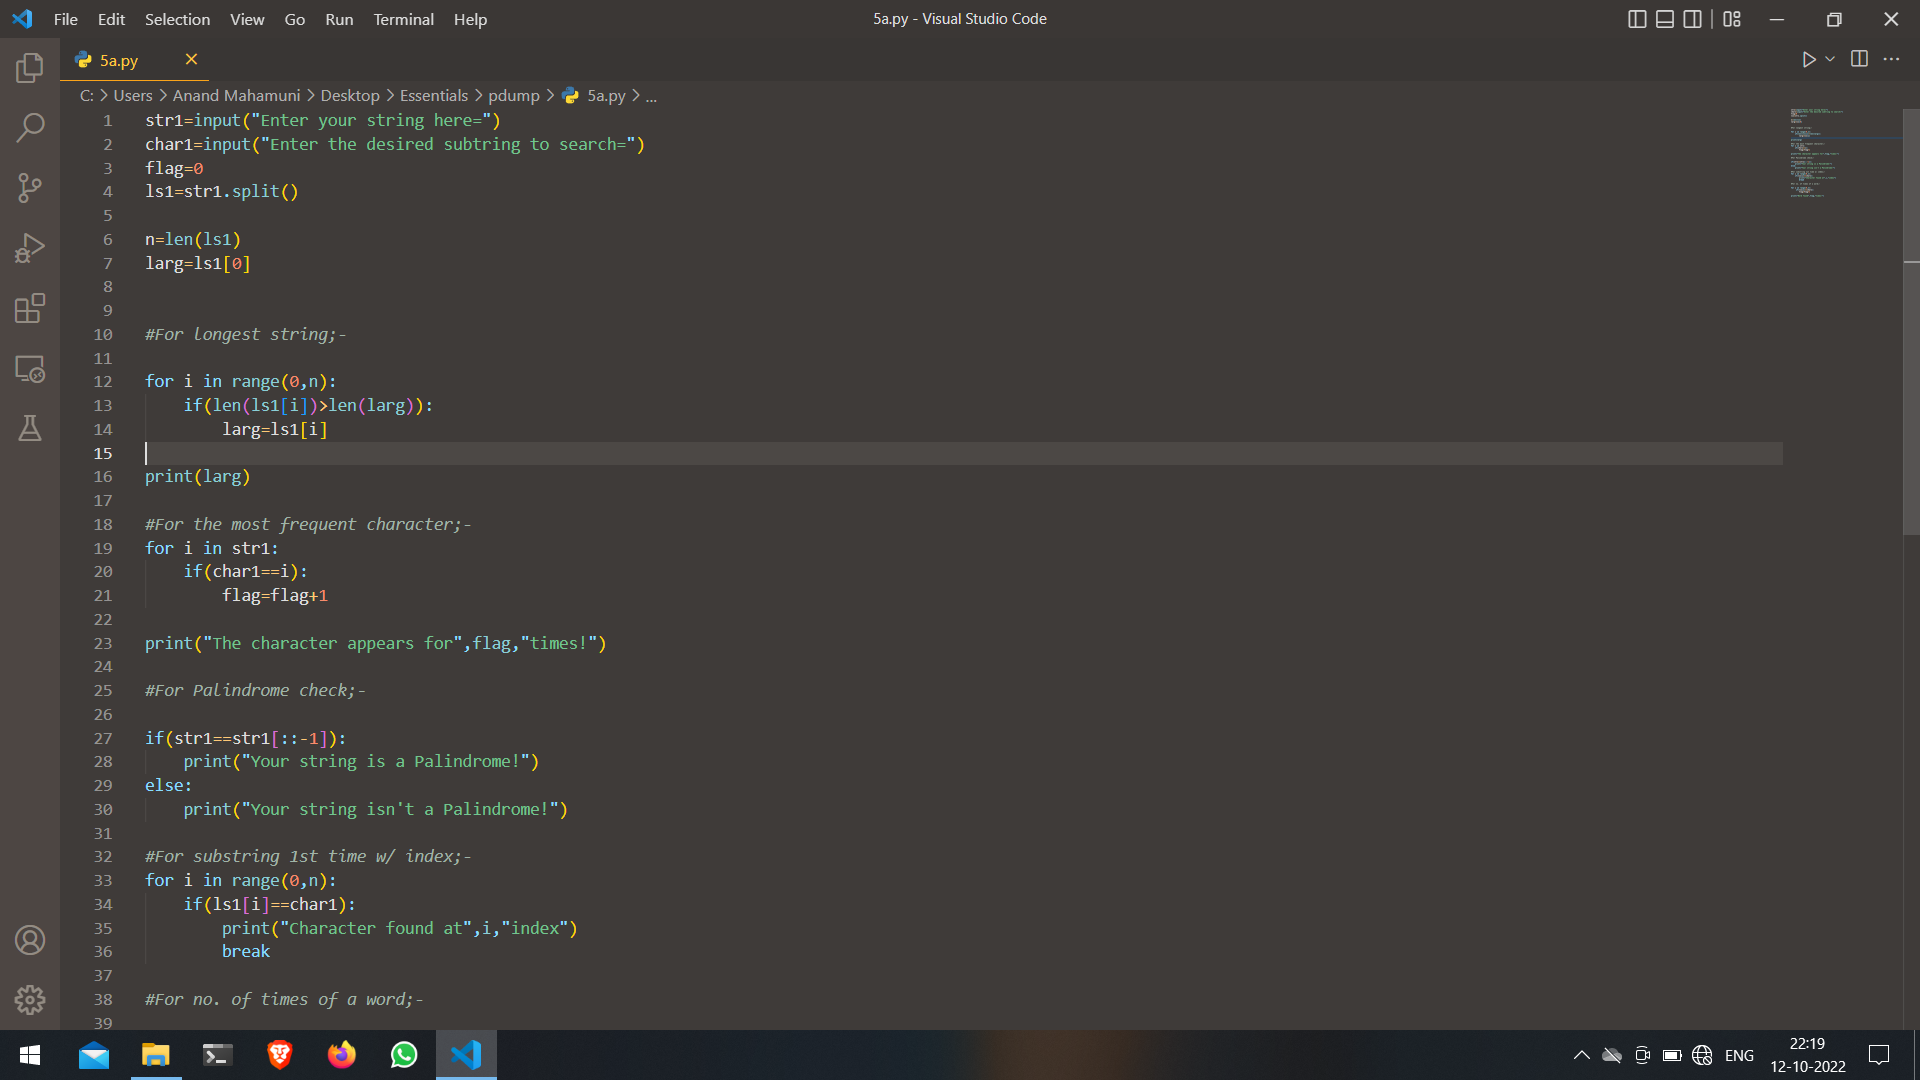 File Edit Selection View Go Run Terminal Help
5a.py - Visual Studio Code
5a.py
C: > Users > Anand Mahamuni > Desktop > Essentials > pdump > 5a.py > ...
1 str1=input("Enter your string here=")
2 char1=input("Enter the desired subtring to search=")
3 flag=0
4 ls1=str1.split()
5
6 n=len(ls1)
7 larg=ls1[0]
8
9
10 #For longest string;-
11
12 for i in range(0,n):
13 if(len(ls1[i])>len(larg)):
14 larg=ls1[i]
15
16 print(larg)
17
18 #For the most frequent character;-
19 for i in str1:
20 if(char1==i):
21 flag=flag+1
22
23 print("The character appears for",flag,"times!")
24
25 #For Palindrome check;-
26
27 if(str1==str1[::-1]):
28 print("Your string is a Palindrome!")
29 else:
30 print("Your string isn't a Palindrome!")
31
32 #For substring 1st time w/ index;-
33 for i in range(0,n):
34 if(ls1[i]==char1):
35 print("Character found at",i,"index")
36 break
37
38 #For no. of times of a word;-
39
ENG
22:19
12-10-2022